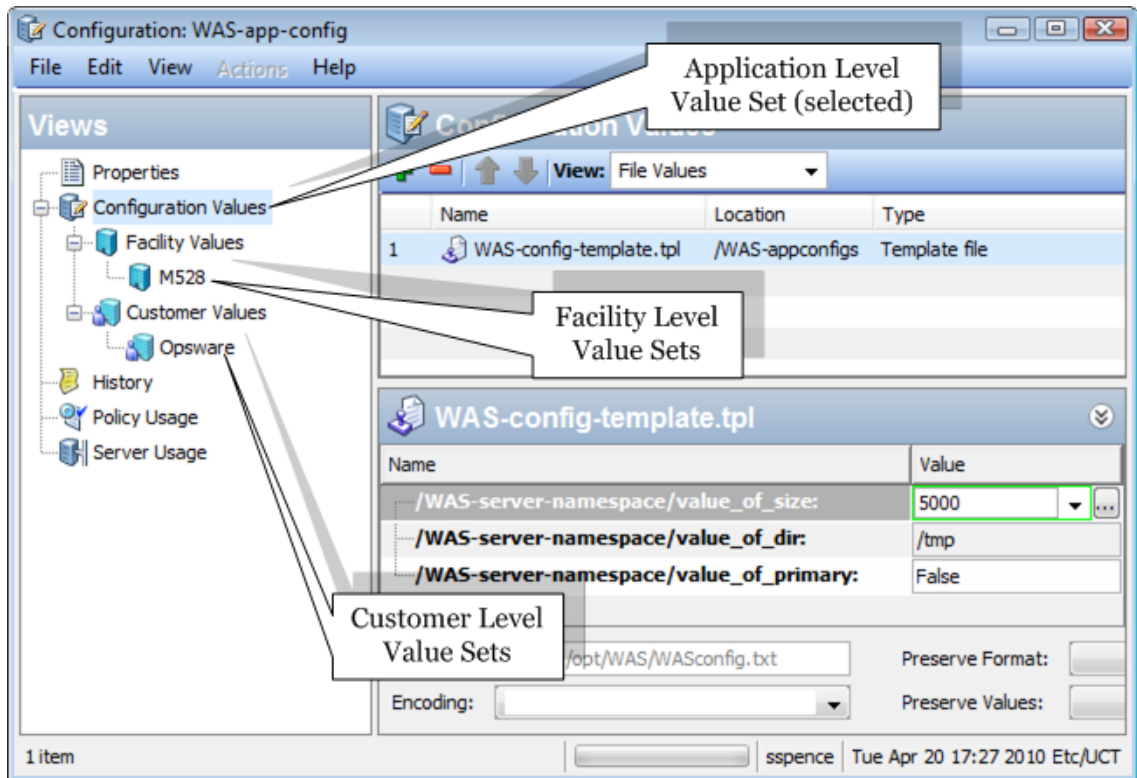 Configuration: WAS-app-config
File Edit View Actions Help
Application Level
Value Set (selected)
Views
Configuration Values
Properties
Configuration Values
Facility Values
M528
Customer Values
Opsware
History
Policy Usage
Server Usage
View: File Values
Name Location Type
1 WAS-config-template.tpl /WAS-appconfigs Template file
Facility Level
Value Sets
WAS-config-template.tpl
Name Value
/WAS-server-namespace/value_of_size: 5000
/WAS-server-namespace/value_of_dir: /tmp
/WAS-server-namespace/value_of_primary: False
Customer Level
Value Sets
/opt/WAS/WASconfig.txt Preserve Format:
Encoding: Preserve Values:
1 item sspence Tue Apr 20 17:27 2010 Etc/UCT